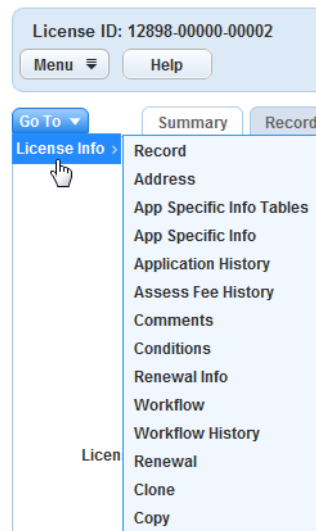 License ID: 12898-00000-00002
Menu Help
Go To Summary Record
License Info Record
Address
App Specific Info Tables
App Specific Info
Application History
Assess Fee History
Comments
Conditions
Renewal Info
Workflow
Workflow History
Licen Renewal
Clone
Copy